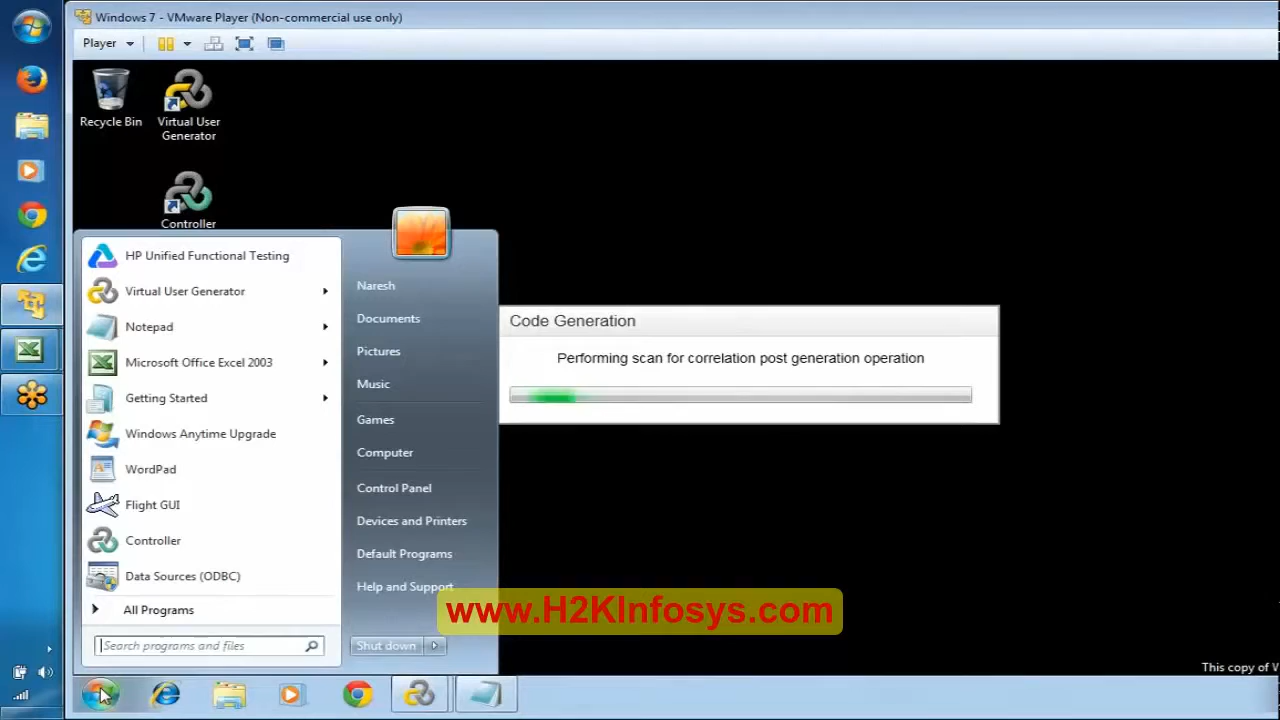 Windows 7 - VMware Player (Non-commercial use only)
Player
Recycle Bin
Virtual User
Generator
Controller
HP Unified Functional Testing
Virtual User Generator
Notepad
Microsoft Office Excel 2003
Getting Started
Windows Anytime Upgrade
WordPad
Flight GUI
Controller
Data Sources (ODBC)
All Programs
Search programs and files
Naresh
Documents
Pictures
Music
Games
Computer
Control Panel
Devices and Printers
Default Programs
Help and Support
Shut down
Code Generation
Performing scan for correlation post generation operation
www.H2KInfosys.com
This copy of W